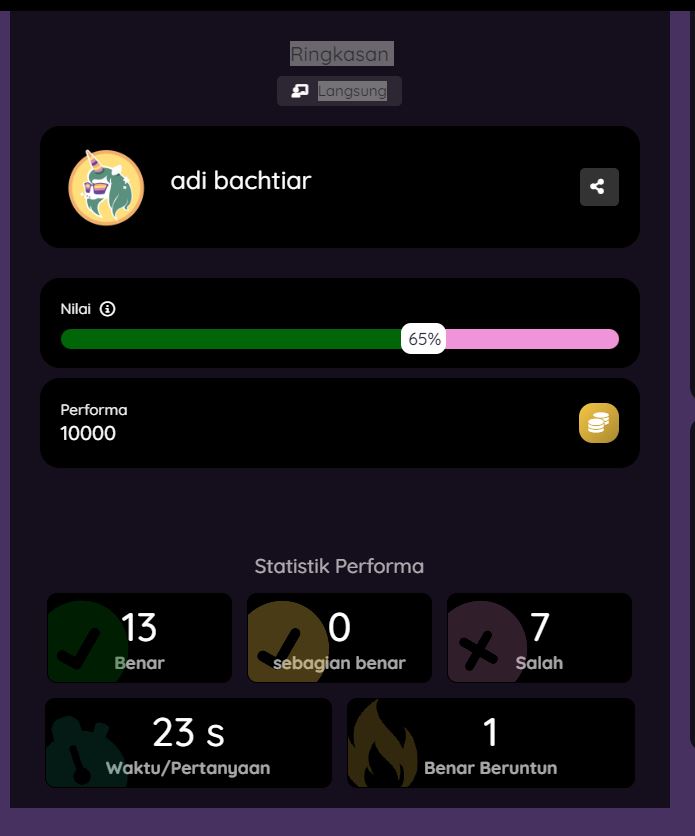 Ringkasan
Langsung
adi bachtiar
Nilai
65%
Performa
10000
Statistik Performa
13
Benar
0
sebagian benar
7
Salah
23 s
Waktu/Pertanyaan
1
Benar Beruntun